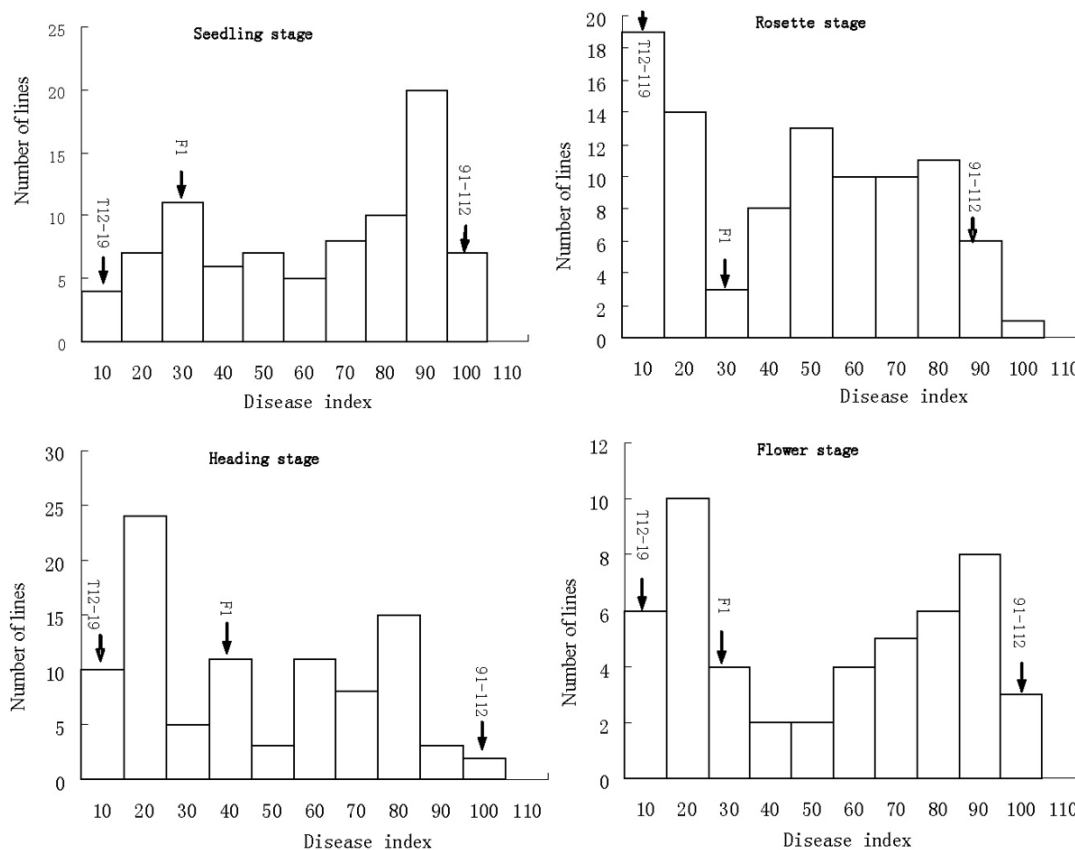 Seedling stage
Number of lines
25
20
15
10
5
0
T12-19
F1
91-112
10 20 30 40 50 60 70 80 90 100 110
Disease index
Rosette stage
Number of lines
20
18
16
14
12
10
8
6
4
2
0
T12-119
F1
91-112
10 20 30 40 50 60 70 80 90 100 110
Disease index
Heading stage
Number of lines
30
25
20
15
10
5
0
T12-19
F1
91-112
10 20 30 40 50 60 70 80 90 100 110
Disease index
Flower stage
Number of lines
12
10
8
6
4
2
0
T12-19
F1
91-112
10 20 30 40 50 60 70 80 90 100 110
Disease index